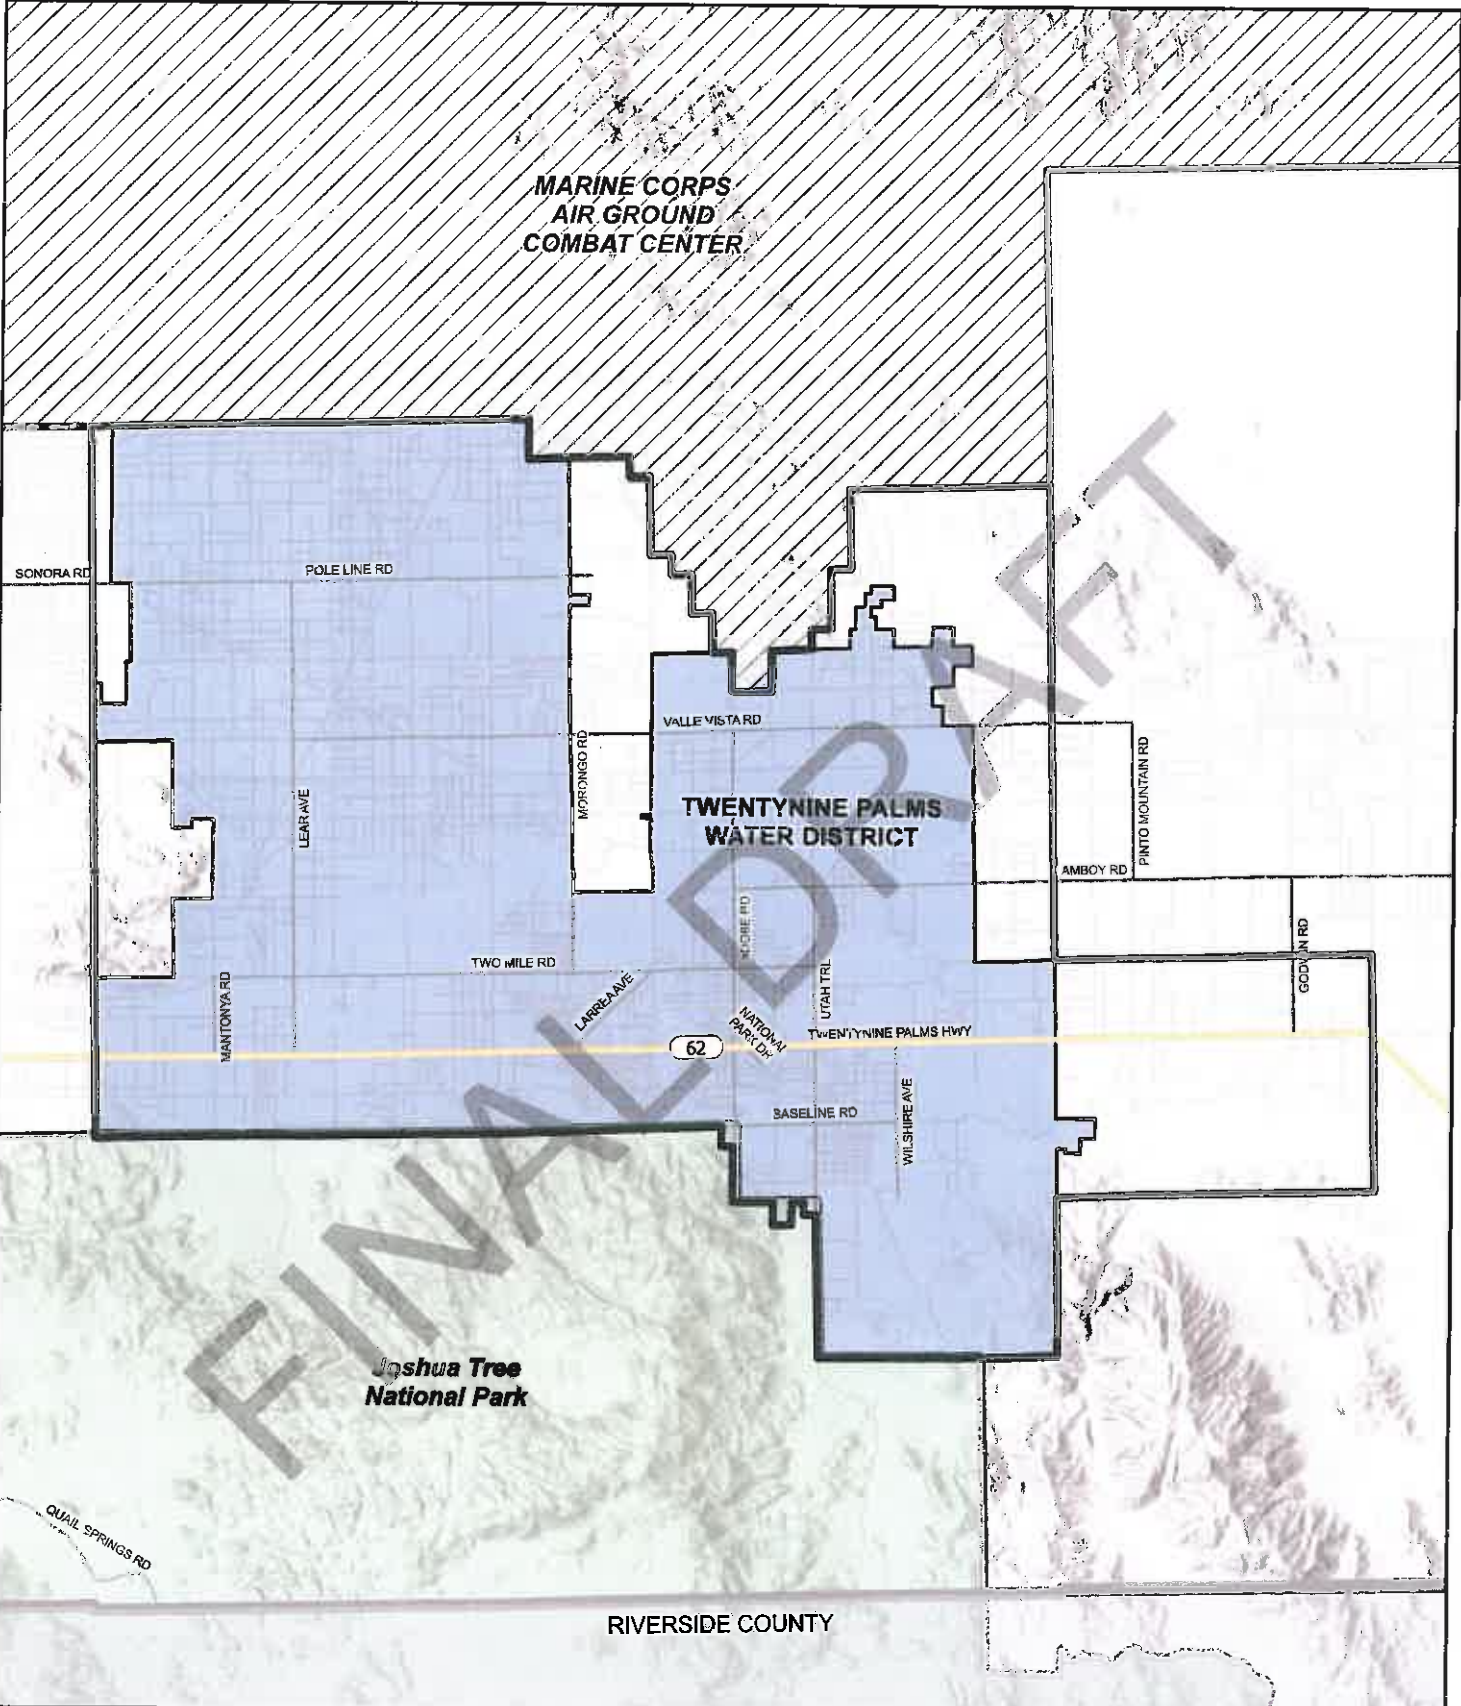 MARINE CORPS
AIR GROUND
COMBAT CENTER
SONORA RD
POLE LINE RD
VALLE VISTA RD
MORONGO RD
LEAR AVE
TWENTYNINE PALMS
WATER DISTRICT
PINTO MOUNTAIN RD
AMBOY RD
TWO MILE RD
MANTONYA RD
LARREA AVE
UTAH TRL
GODWIN RD
NATIONAL
PARK DR
TWENTYNINE PALMS HWY
62
BASELINE RD
WILSHIRE AVE
FINAL DRAFT
Joshua Tree
National Park
QUAIL SPRINGS RD
RIVERSIDE COUNTY